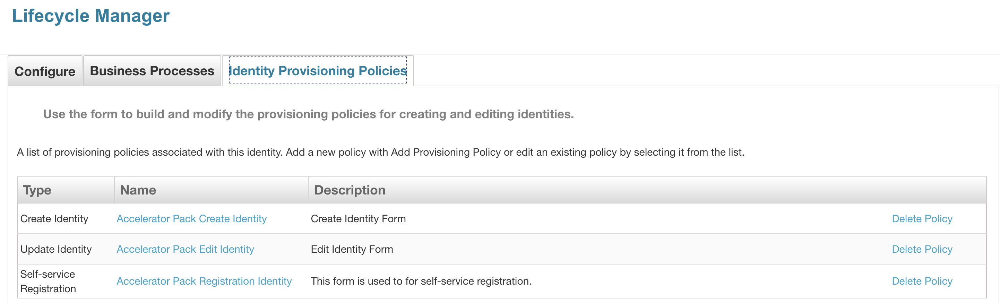 Lifecycle Manager
Configure Business Processes Identity Provisioning Policies
Use the form to build and modify the provisioning policies for creating and editing identities.
A list of provisioning policies associated with this identity. Add a new policy with Add Provisioning Policy or edit an existing policy by selecting it from the list.
Type Name Description
Create Identity Accelerator Pack Create Identity Create Identity Form Delete Policy
Update Identity Accelerator Pack Edit Identity Edit Identity Form Delete Policy
Self-service
Registration Accelerator Pack Registration Identity This form is used to for self-service registration. Delete Policy